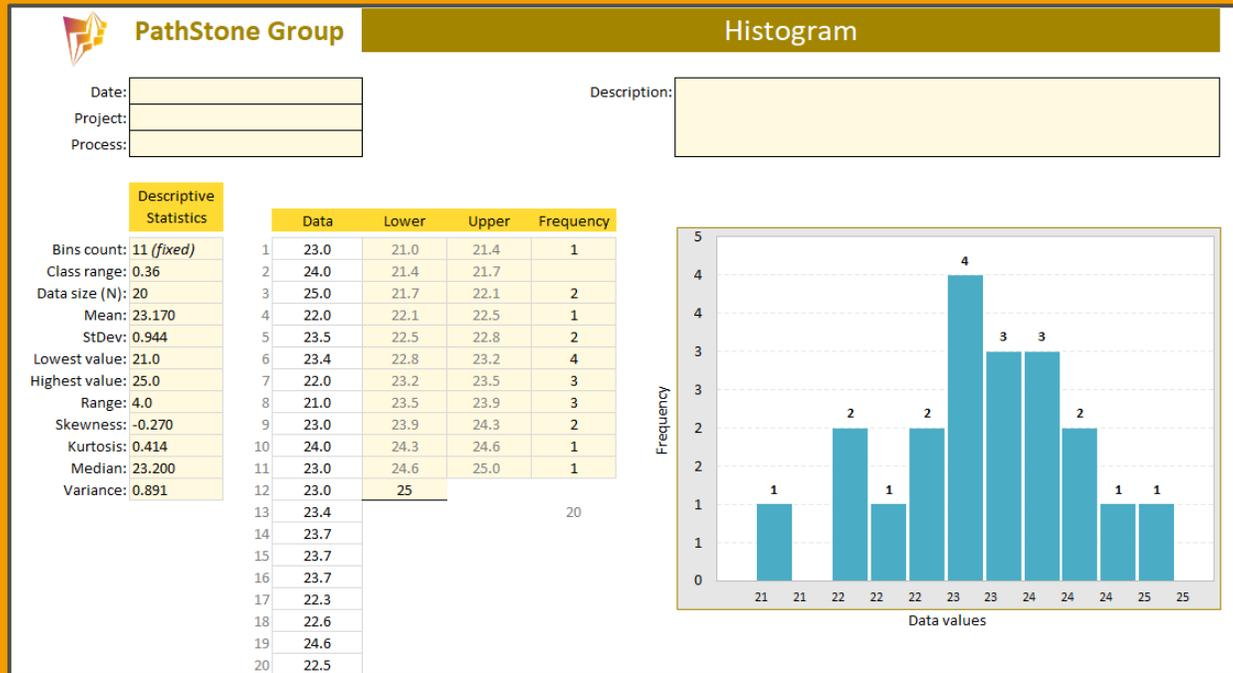 PathStone Group
Histogram
Date:
Project:
Process:
Description:
Descriptive
Statistics
Data Lower Upper Frequency
Bins count: 11 (fixed) 1 23.0 21.0 21.4 1
Class range: 0.36 2 24.0 21.4 21.7
Data size (N): 20 3 25.0 21.7 22.1 2
Mean: 23.170 4 22.0 22.1 22.5 1
StDev: 0.944 5 23.5 22.5 22.8 2
Lowest value: 21.0 6 23.4 22.8 23.2 4
Highest value: 25.0 7 22.0 23.2 23.5 3
Range: 4.0 8 21.0 23.5 23.9 3
Skewness: -0.270 9 23.0 23.9 24.3 2
Kurtosis: 0.414 10 24.0 24.3 24.6 1
Median: 23.200 11 23.0 24.6 25.0 1
Variance: 0.891 12 23.0 25
13 23.4 20
14 23.7
15 23.7
16 23.7
17 22.3
18 22.6
19 24.6
20 22.5
Frequency
5
4
4
3
3
2
2
1
1
0
1 2 1 2 4 3 3 2 1 1
21 21 22 22 22 23 23 24 24 24 25 25
Data values